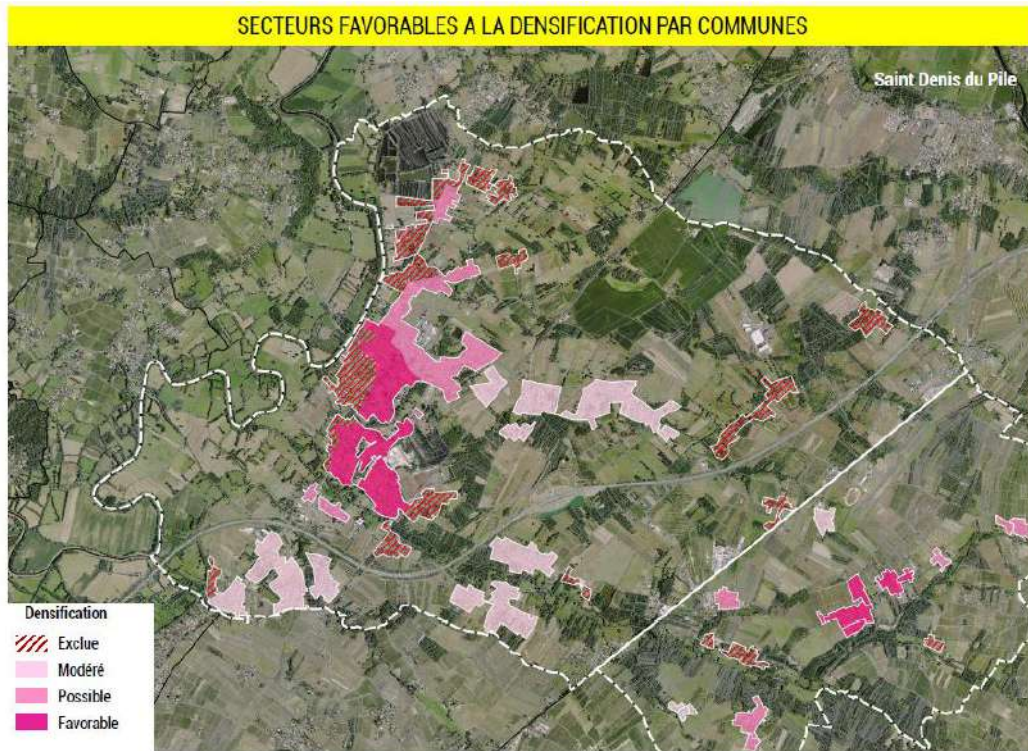 SECTEURS FAVORABLES A LA DENSIFICATION PAR COMMUNES
Saint Denis du Pile
Densification
Exclue
Modéré
Possible
Favorable